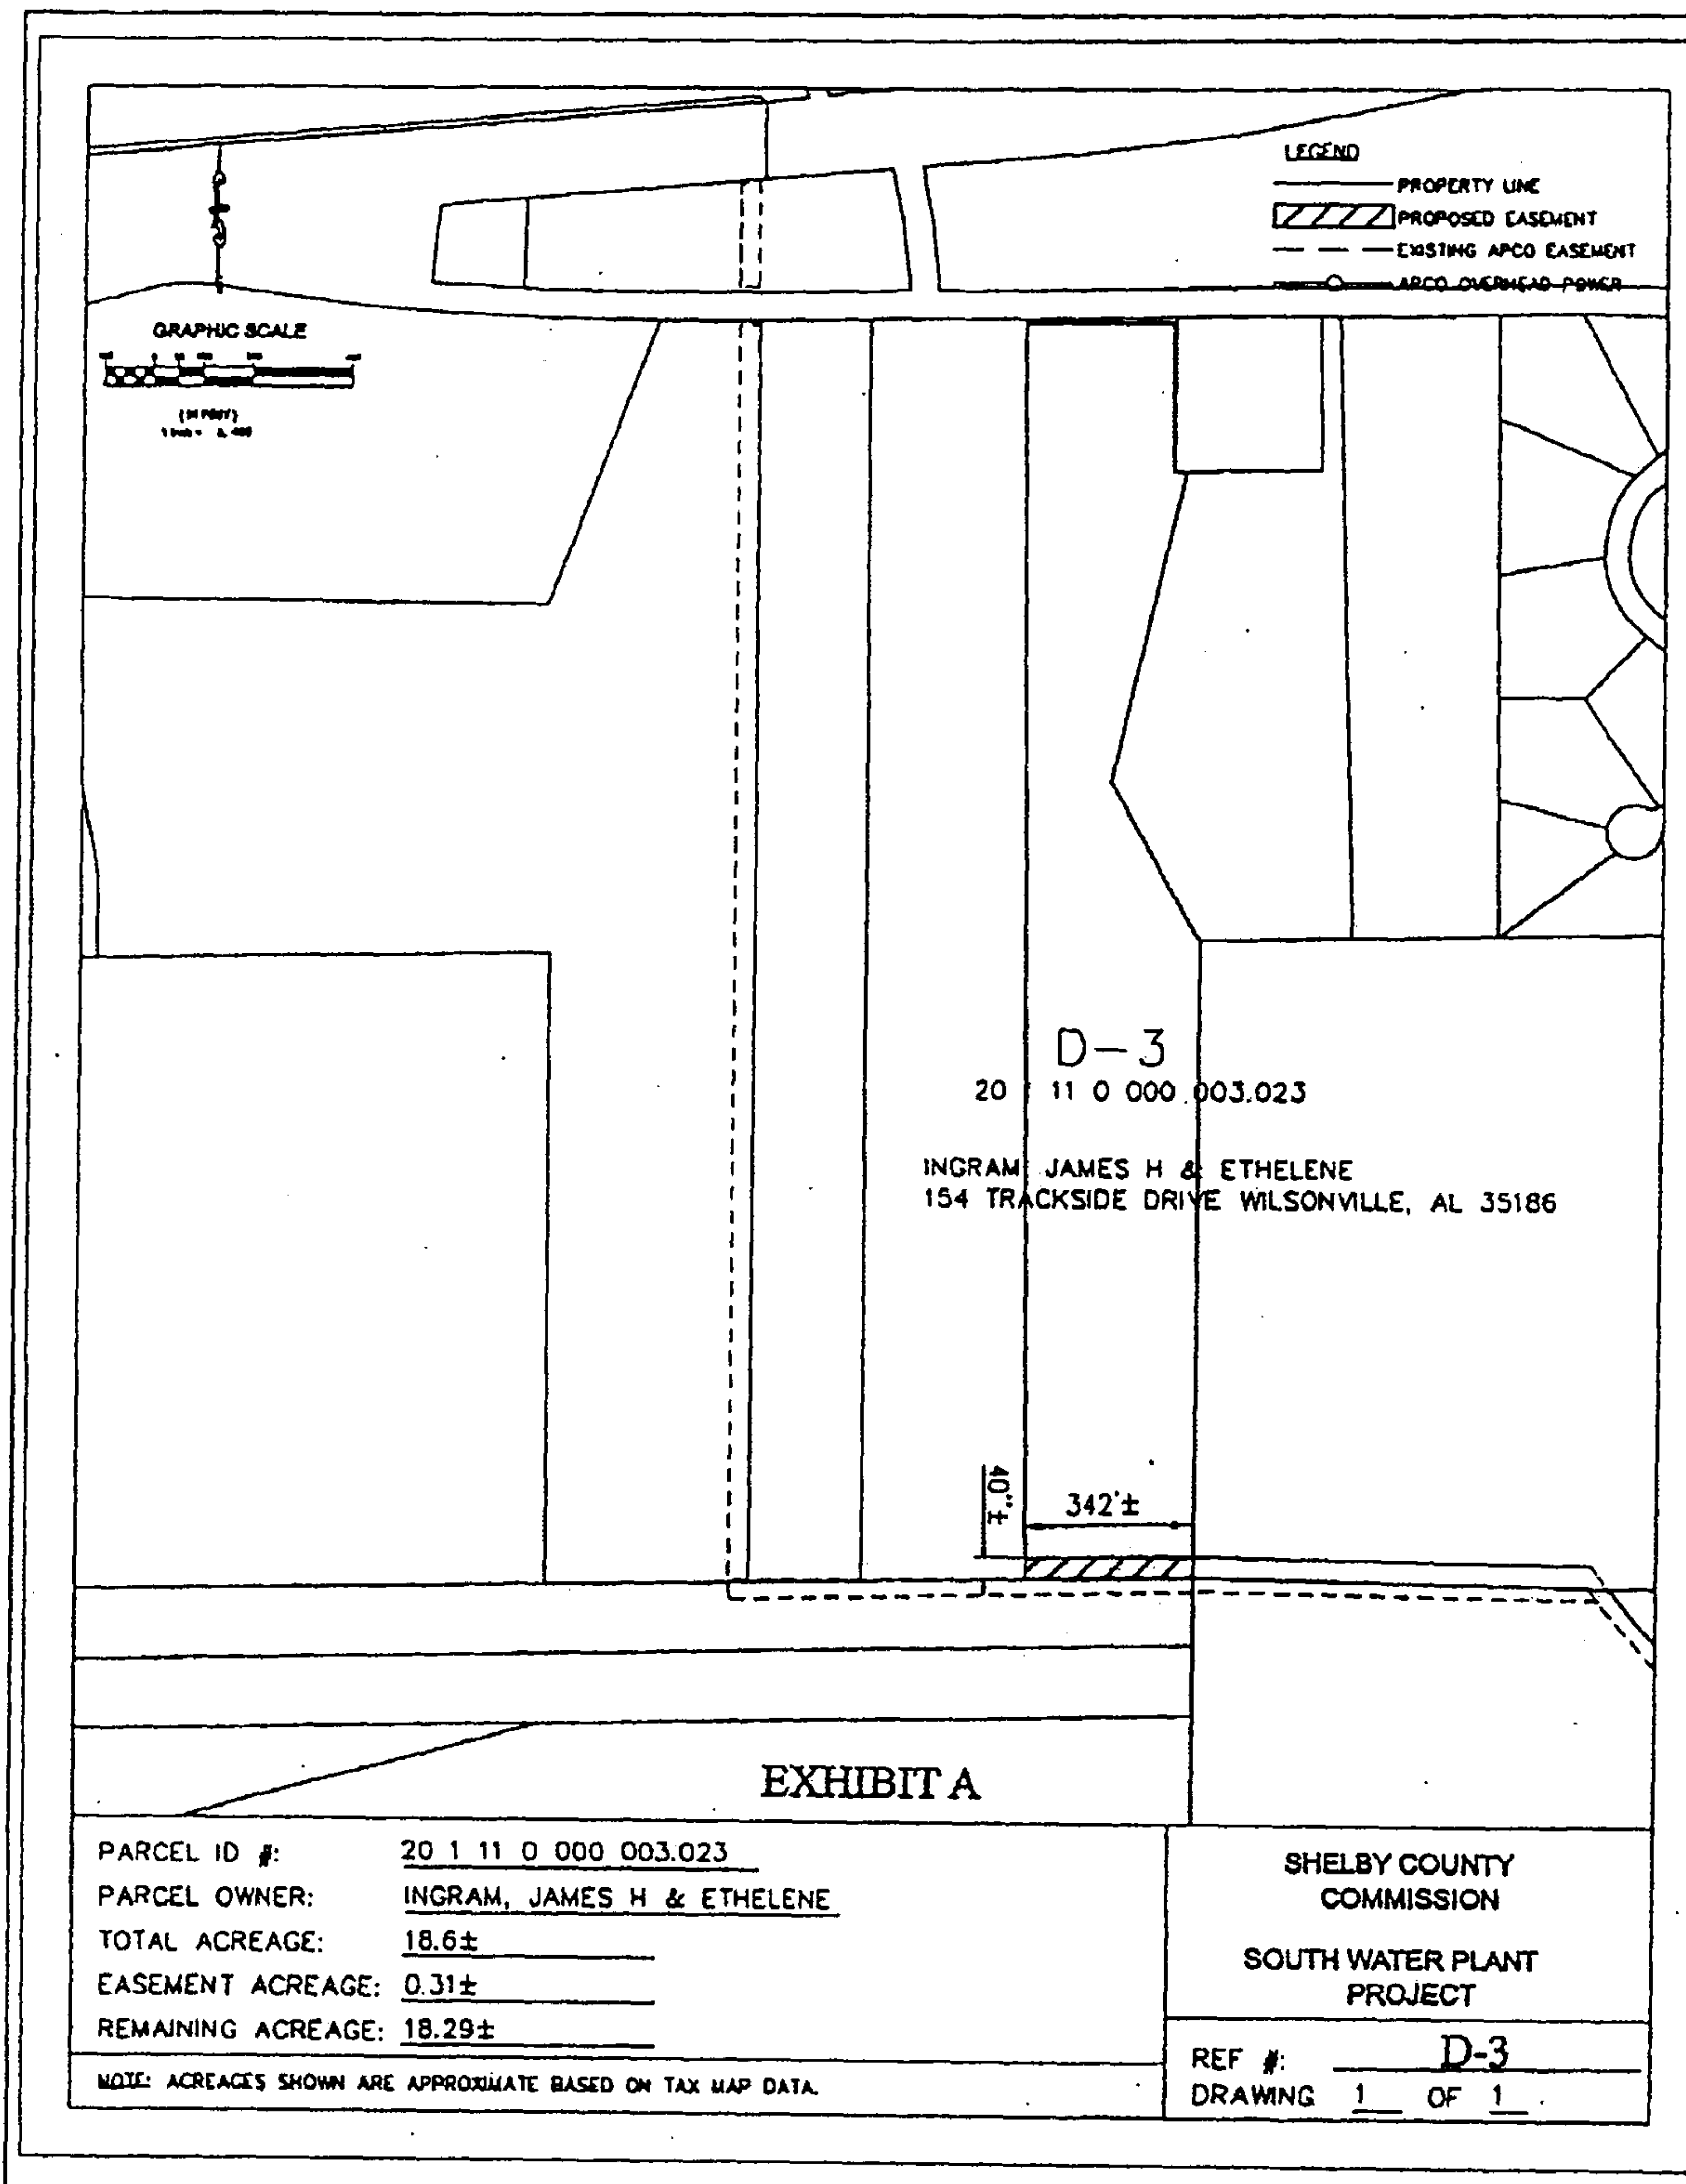 LEGEND
PROPERTY LINE
PROPOSED EASEMENT
EXISTING APCO EASEMENT
APCO OVERHEAD POWER
GRAPHIC SCALE
D-3
20 11 0 000 003.023
INGRAM JAMES H & ETHELENE
154 TRACKSIDE DRIVE WILSONVILLE, AL 35186
40'±
342'±
EXHIBIT A
PARCEL ID #: 20 1 11 0 000 003.023
PARCEL OWNER: INGRAM, JAMES H & ETHELENE
TOTAL ACREAGE: 18.6±
EASEMENT ACREAGE: 0.31±
REMAINING ACREAGE: 18.29±
NOTE: ACREAGES SHOWN ARE APPROXIMATE BASED ON TAX MAP DATA.
SHELBY COUNTY
COMMISSION
SOUTH WATER PLANT
PROJECT
REF #: D-3
DRAWING 1 OF 1